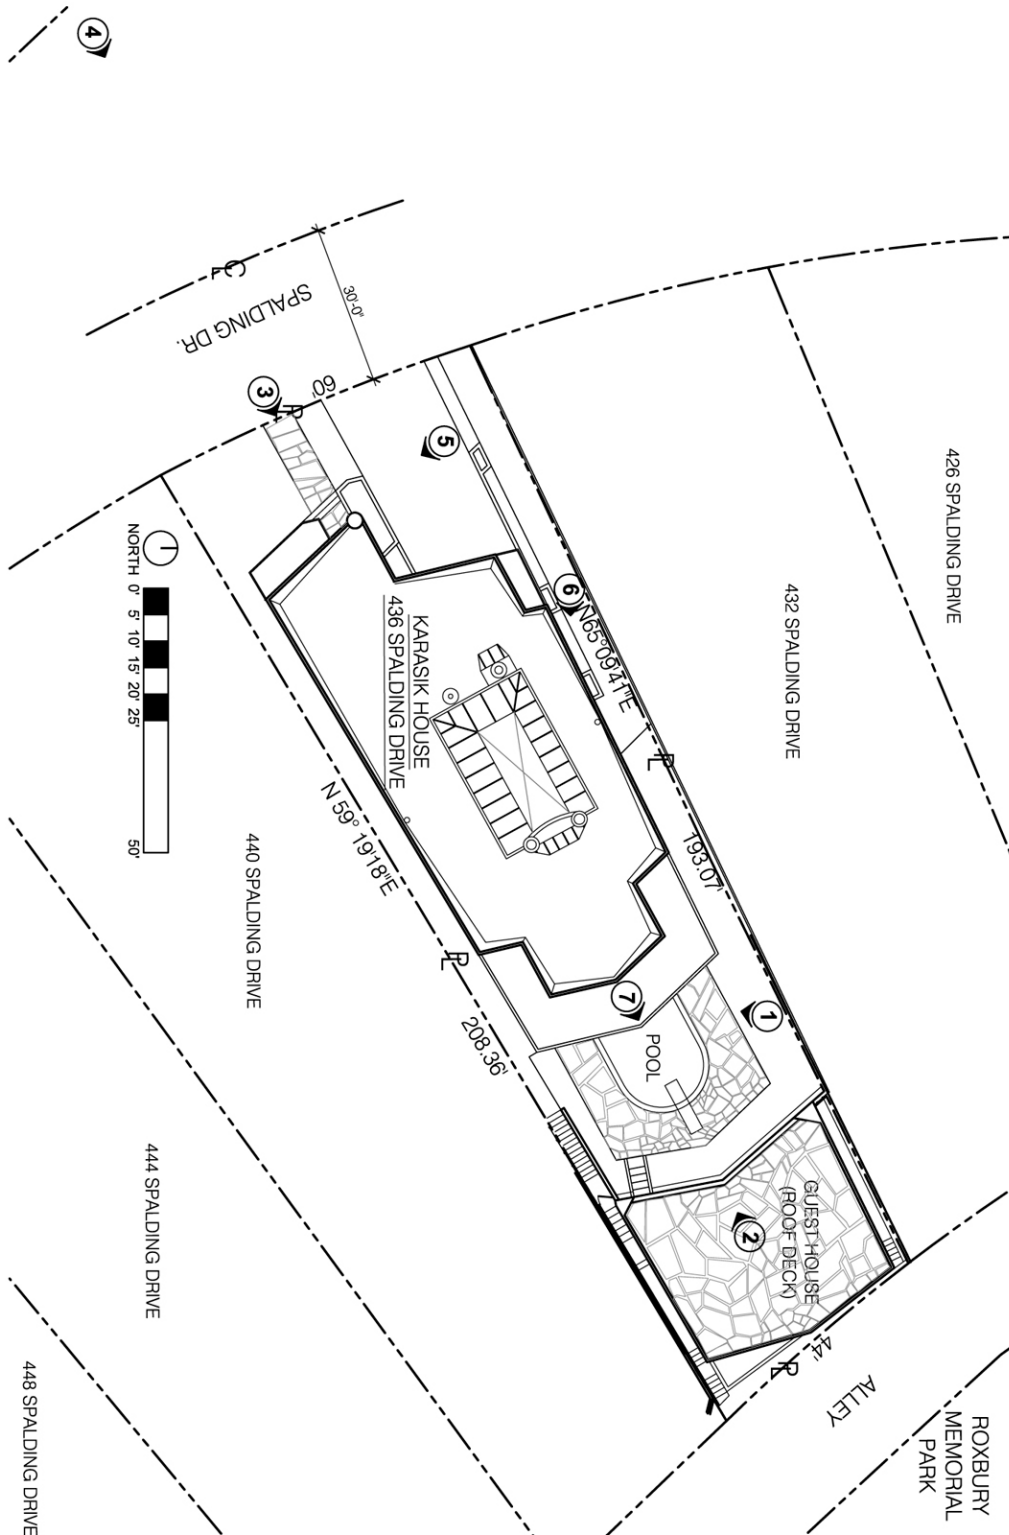 4
C
L
SPALDING DR.
30'-0"
3
P
L
60'
5
6
N65°09'41"E
P
L
193.07'
426 SPALDING DRIVE
432 SPALDING DRIVE
KARASIK HOUSE
436 SPALDING DRIVE
NORTH
0'
5'
10'
15'
20'
25'
50'
N 59° 19'18"E
P
L
208.36'
440 SPALDING DRIVE
7
1
POOL
GUEST HOUSE
(ROOF DECK)
2
44'
P
L
ALLEY
444 SPALDING DRIVE
448 SPALDING DRIVE
ROXBURY
MEMORIAL
PARK